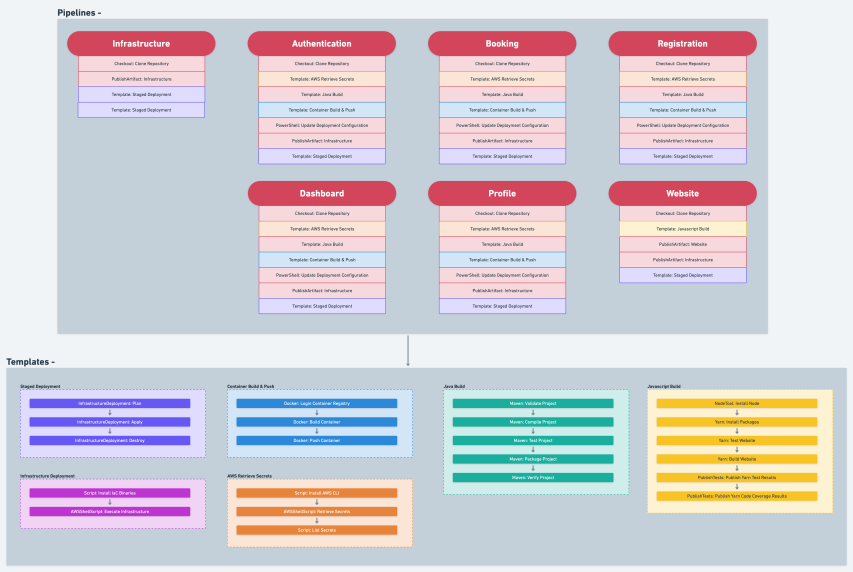 Pipelines -
Infrastructure
Checkout: Clone Repository
PublishArtifact: Infrastructure
Template: Staged Deployment
Template: Staged Deployment
Authentication
Checkout: Clone Repository
Template: AWS Retrieve Secrets
Template: Java Build
Template: Container Build & Push
PowerShell: Update Deployment Configuration
PublishArtifact: Infrastructure
Template: Staged Deployment
Booking
Checkout: Clone Repository
Template: AWS Retrieve Secrets
Template: Java Build
Template: Container Build & Push
PowerShell: Update Deployment Configuration
PublishArtifact: Infrastructure
Template: Staged Deployment
Registration
Checkout: Clone Repository
Template: AWS Retrieve Secrets
Template: Java Build
Template: Container Build & Push
PowerShell: Update Deployment Configuration
PublishArtifact: Infrastructure
Template: Staged Deployment
Dashboard
Checkout: Clone Repository
Template: AWS Retrieve Secrets
Template: Java Build
Template: Container Build & Push
PowerShell: Update Deployment Configuration
PublishArtifact: Infrastructure
Template: Staged Deployment
Profile
Checkout: Clone Repository
Template: AWS Retrieve Secrets
Template: Java Build
Template: Container Build & Push
PowerShell: Update Deployment Configuration
PublishArtifact: Infrastructure
Template: Staged Deployment
Website
Checkout: Clone Repository
Template: Javascript Build
PublishArtifact: Website
PublishArtifact: Infrastructure
Template: Staged Deployment
Templates -
Staged Deployment
InfrastructureDeployment: Plan
InfrastructureDeployment: Apply
InfrastructureDeployment: Destroy
Infrastructure Deployment
Script: Install IaC Binaries
AWSShellScript: Execute Infrastructure
Container Build & Push
Docker: Login Container Registry
Docker: Build Container
Docker: Push Container
AWS Retrieve Secrets
Script: Install AWS CLI
AWSShellScript: Retrieve Secrets
Script: List Secrets
Java Build
Maven: Validate Project
Maven: Compile Project
Maven: Test Project
Maven: Package Project
Maven: Verify Project
Javascript Build
NodeTool: Install Node
Yarn: Install Packages
Yarn: Test Website
Yarn: Build Website
PublishTests: Publish Yarn Test Results
PublishTests: Publish Yarn Code Coverage Results